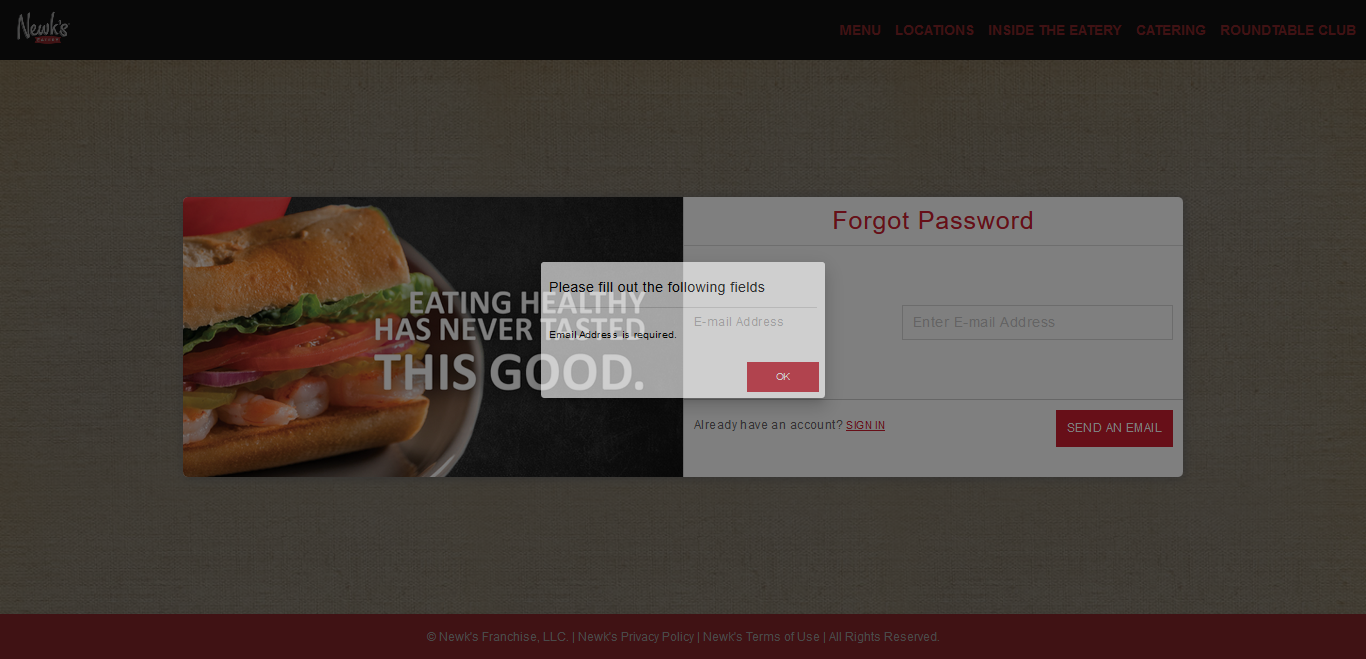 Newk's
EATERY
MENU LOCATIONS INSIDE THE EATERY CATERING ROUNDTABLE CLUB
EATING HEALTHY
HAS NEVER TASTED
THIS GOOD.
Forgot Password
E-mail Address
Enter E-mail Address
Already have an account? SIGN IN
SEND AN EMAIL
Please fill out the following fields
Email Address is required.
OK
© Newk's Franchise, LLC. | Newk's Privacy Policy | Newk's Terms of Use | All Rights Reserved.